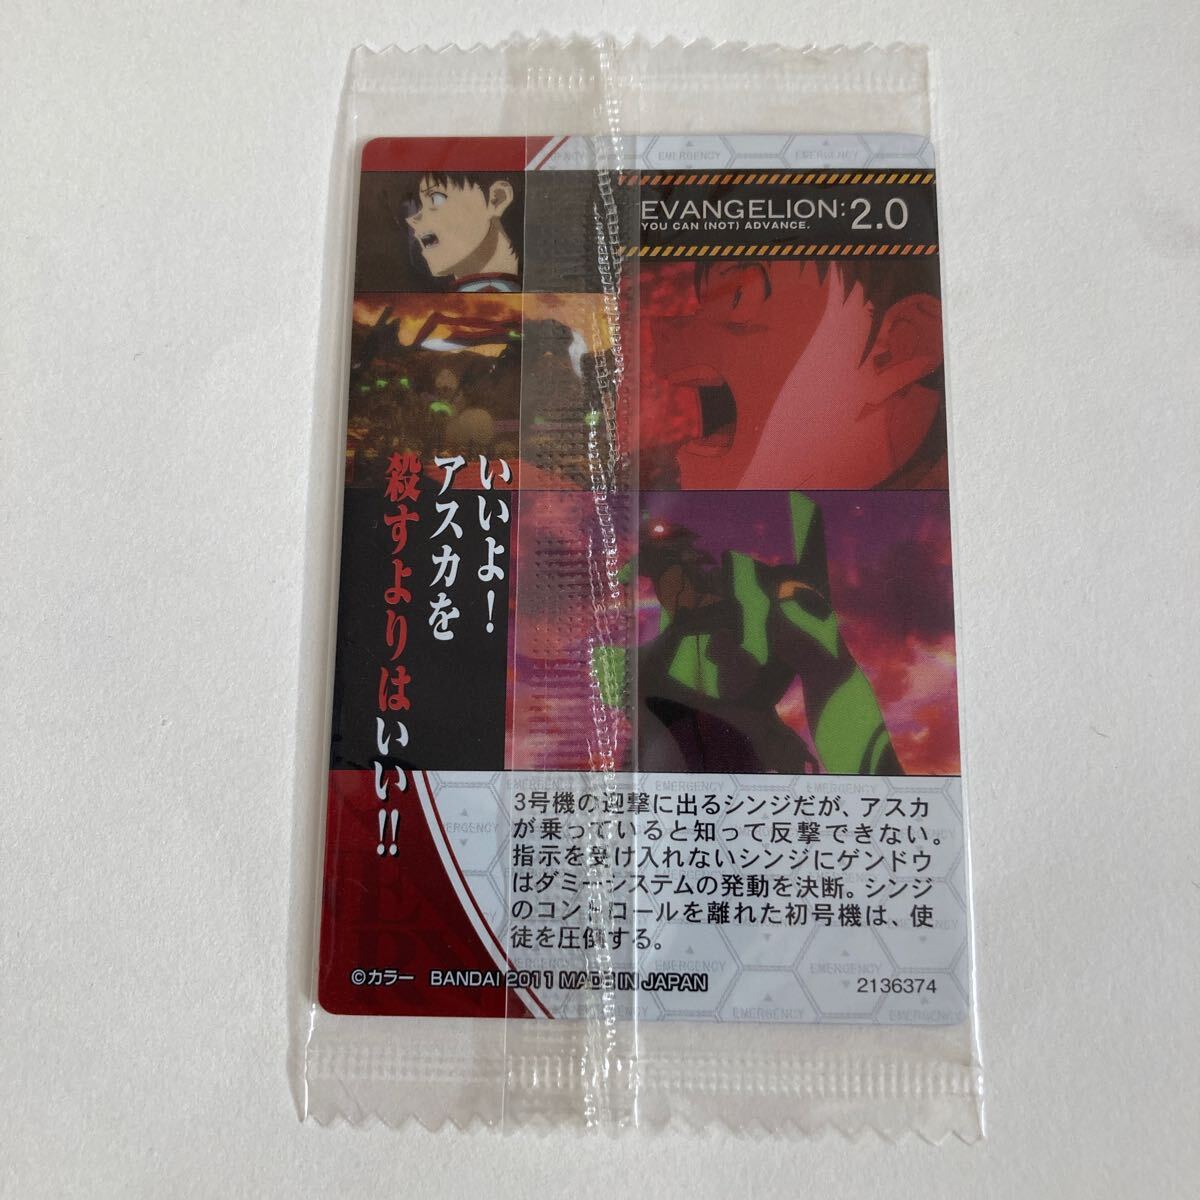 EMERGENCY
EMERGENCY
EMERGENCY
EVANGELION: 2.0
YOU CAN (NOT) ADVANCE.
いいよ!
アスカを
殺すよりはいい!!
3号機の迎撃に出るシンジだが、アスカ
が乗っていると知って反撃できない。
指示を受け入れないシンジにゲンドウ
はダミーシステムの発動を決断。シンジ
のコントロールを離れた初号機は、使
徒を圧倒する。
©カラー BANDAI 2011 MADE IN JAPAN
2136374
EMERGENCY
EMERGENCY
EMERGENCY